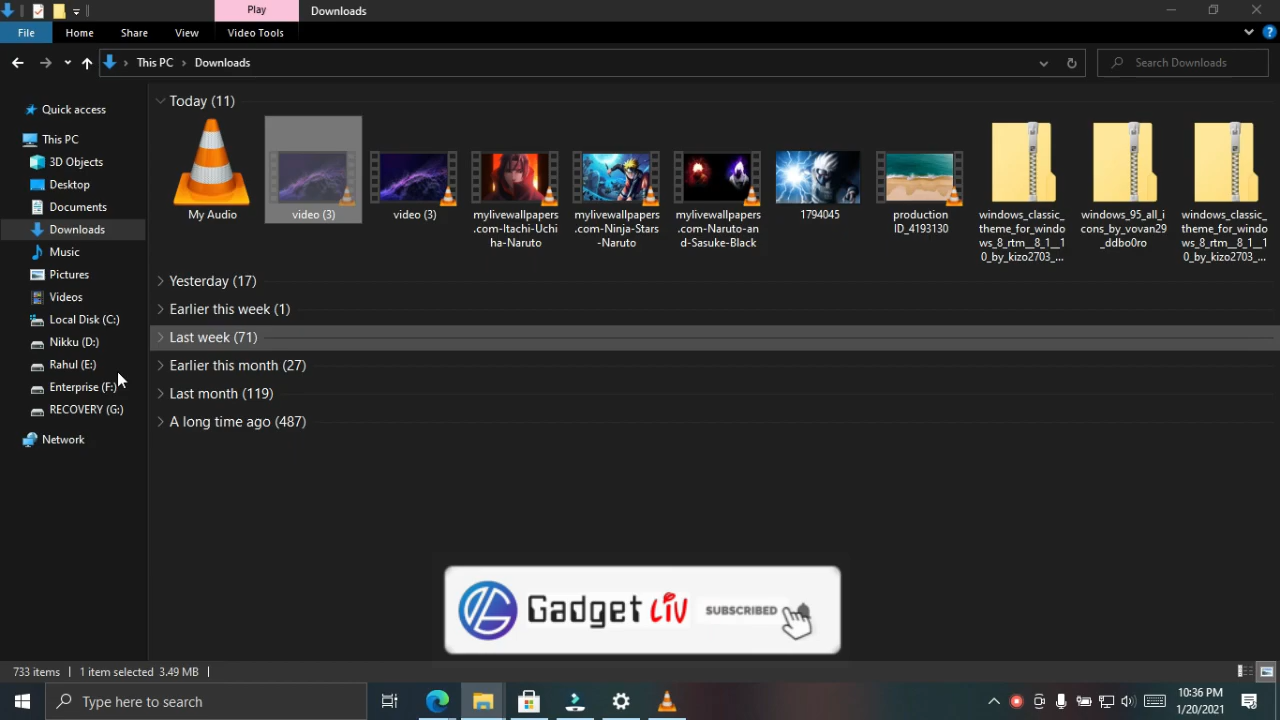 Play
Downloads
File
Home
Share
View
Video Tools
This PC
Downloads
Search Downloads
Quick access
This PC
3D Objects
Desktop
Documents
Downloads
Music
Pictures
Videos
Local Disk (C:)
Nikku (D:)
Rahul (E:)
Enterprise (F:)
RECOVERY (G:)
Network
Today (11)
My Audio
video (3)
video (3)
mylivewallpapers
.com-Itachi-Uchi
ha-Naruto
mylivewallpapers
.com-Ninja-Stars
-Naruto
mylivewallpapers
.com-Naruto-an
d-Sasuke-Black
1794045
production
ID_4193130
windows_classic_
theme_for_window
s_8_rtm__8_1__1
0_by_kizo2703_...
windows_95_all_i
cons_by_vovan29
_ddbo0ro
windows_classic_
theme_for_window
s_8_rtm__8_1__1
0_by_kizo2703_...
Yesterday (17)
Earlier this week (1)
Last week (71)
Earlier this month (27)
Last month (119)
A long time ago (487)
Gadget Liv
SUBSCRIBED
733 items
1 item selected 3.49 MB
Type here to search
10:36 PM
1/20/2021